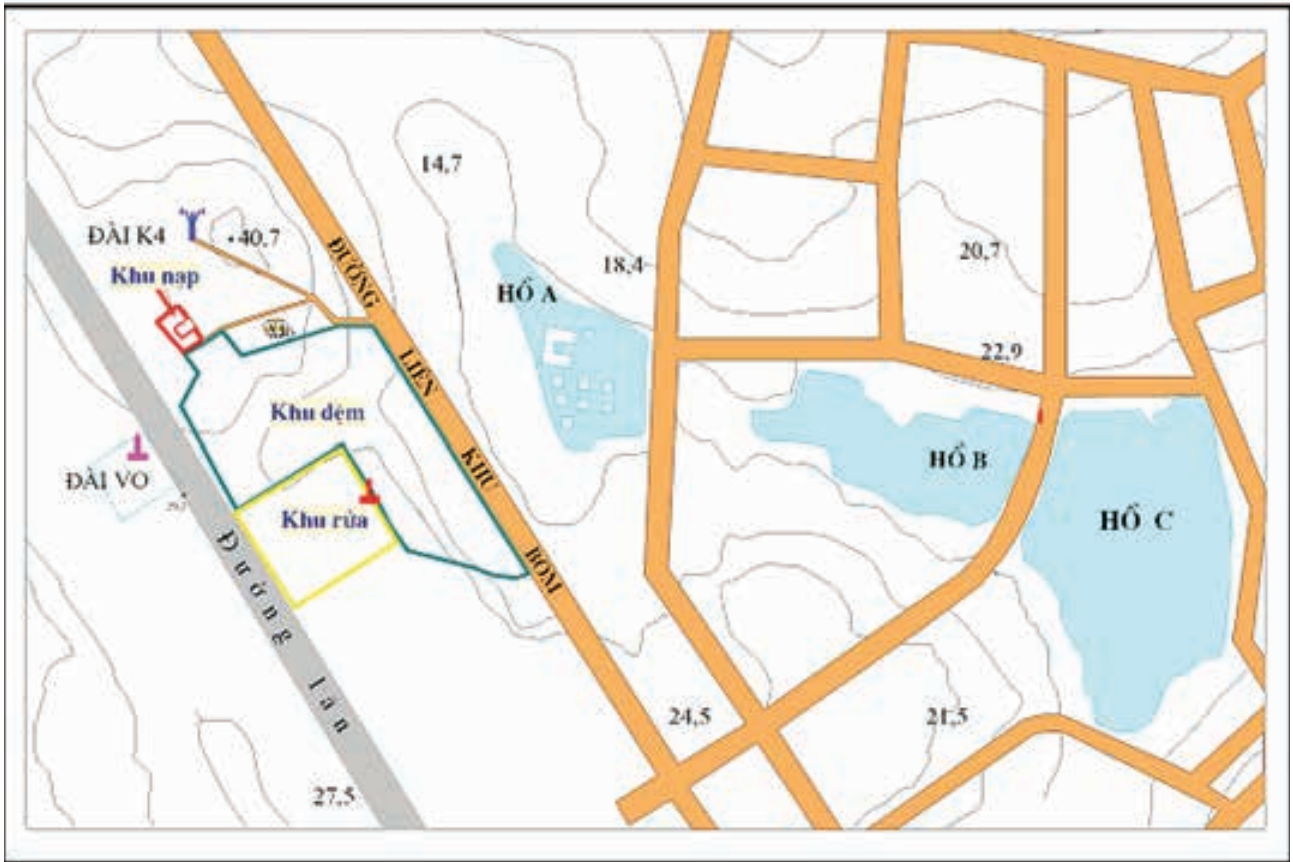 14,7
ĐÀI K4
40,7
Khu nạp
ĐƯỜNG LIÊN KHU BOM
18,4
20,7
HỒ A
22,9
Khu đệm
HỒ B
ĐÀI VO
Khu rửa
HỒ C
Đường lăn
24,5
21,5
27,5